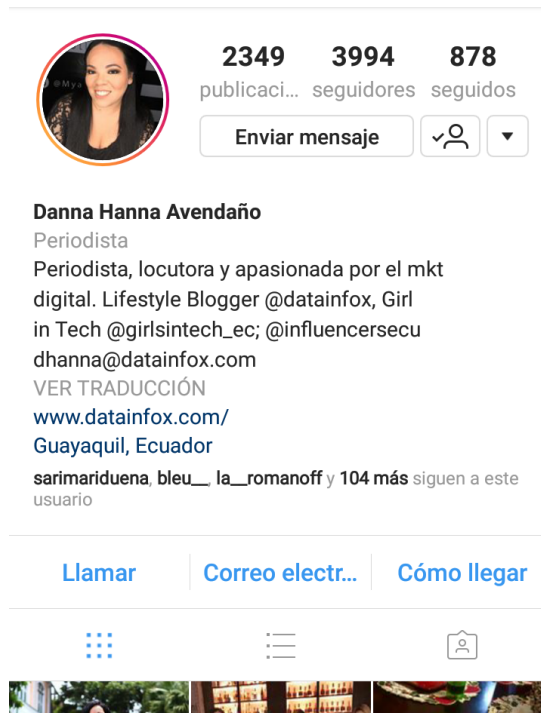 2349 3994 878
publicaci... seguidores seguidos
Enviar mensaje
@Mya
Danna Hanna Avendaño
Periodista
Periodista, locutora y apasionada por el mkt
digital. Lifestyle Blogger @datainfox, Girl
in Tech @girlsintech_ec; @influencersecu
dhanna@datainfox.com
VER TRADUCCIÓN
www.datainfox.com/
Guayaquil, Ecuador
sarimariduena, bleu__, la__romanoff y 104 más siguen a este
usuario
Llamar Correo electr... Cómo llegar